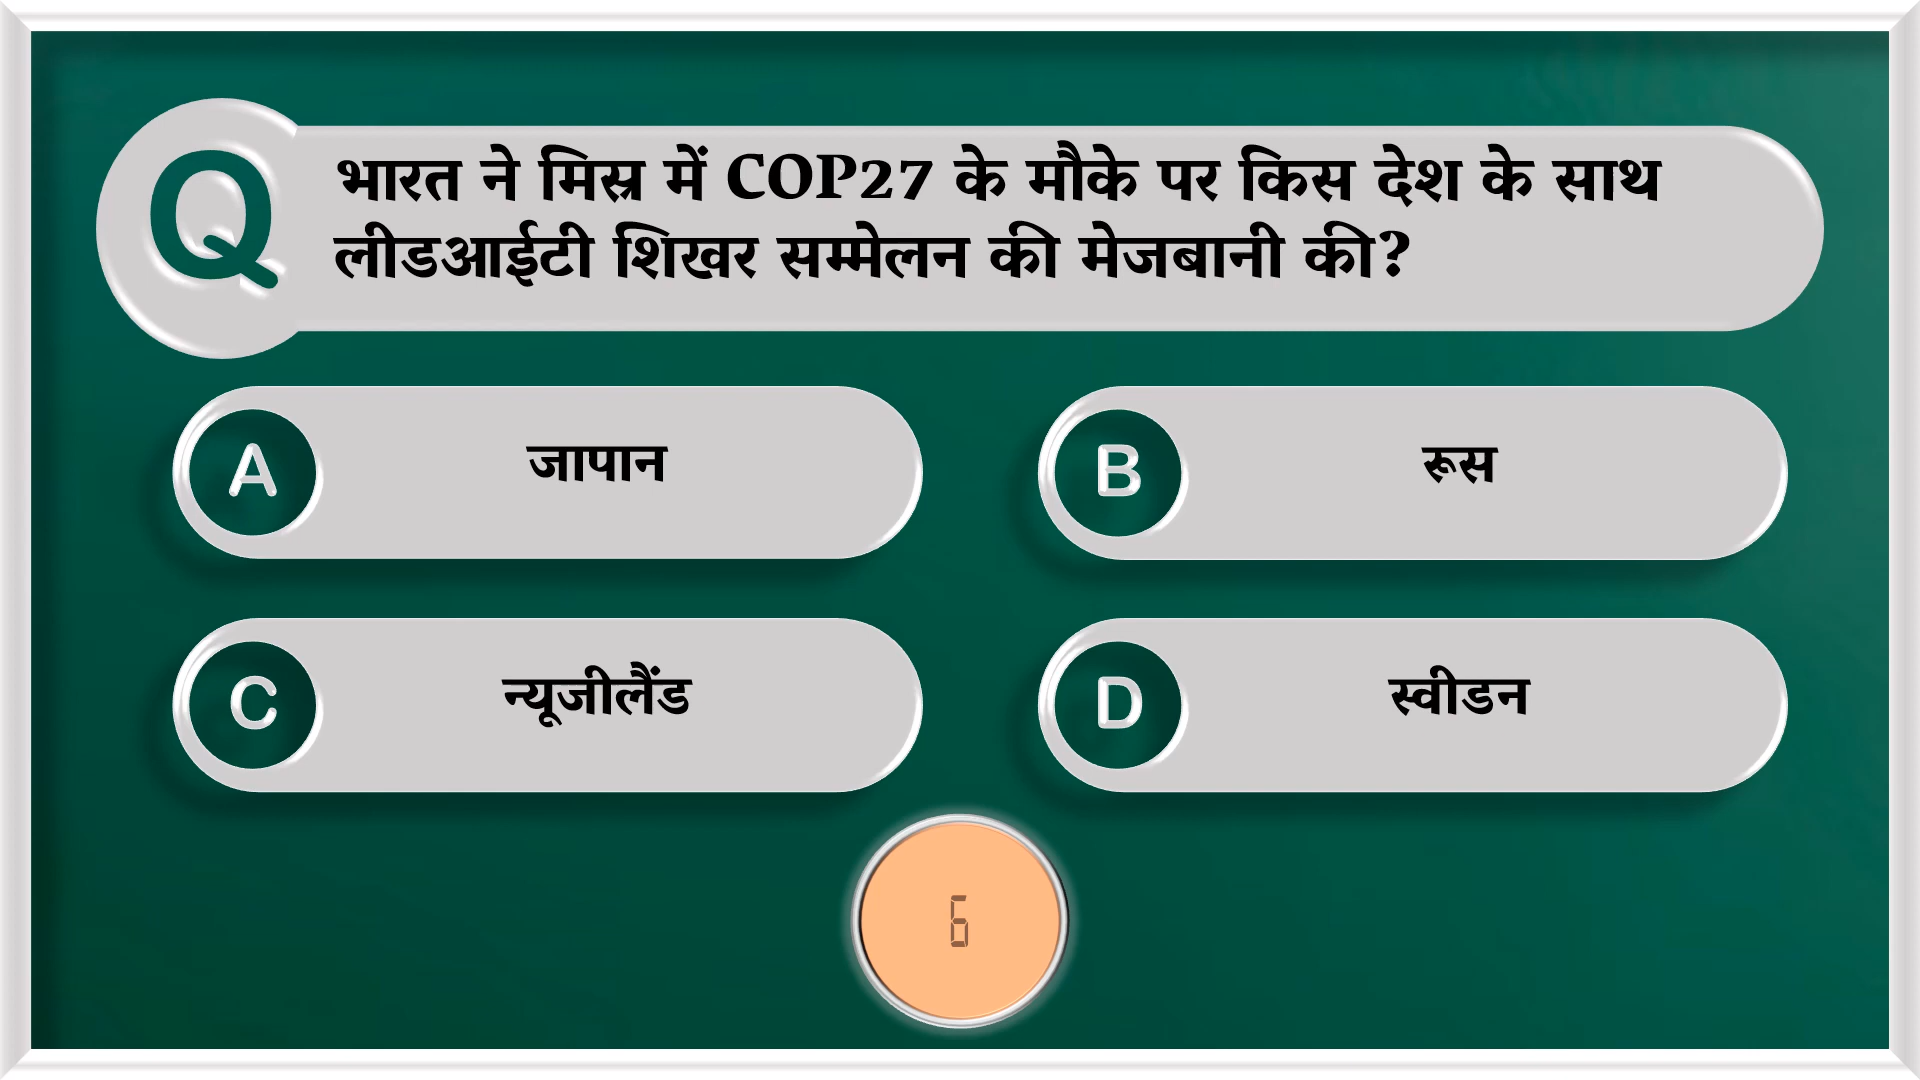 Q
भारत ने मिस्र में COP27 के मौके पर किस देश के साथ
लीडआईटी शिखर सम्मेलन की मेजबानी की?
A जापान
B रूस
C न्यूजीलैंड
D स्वीडन
6